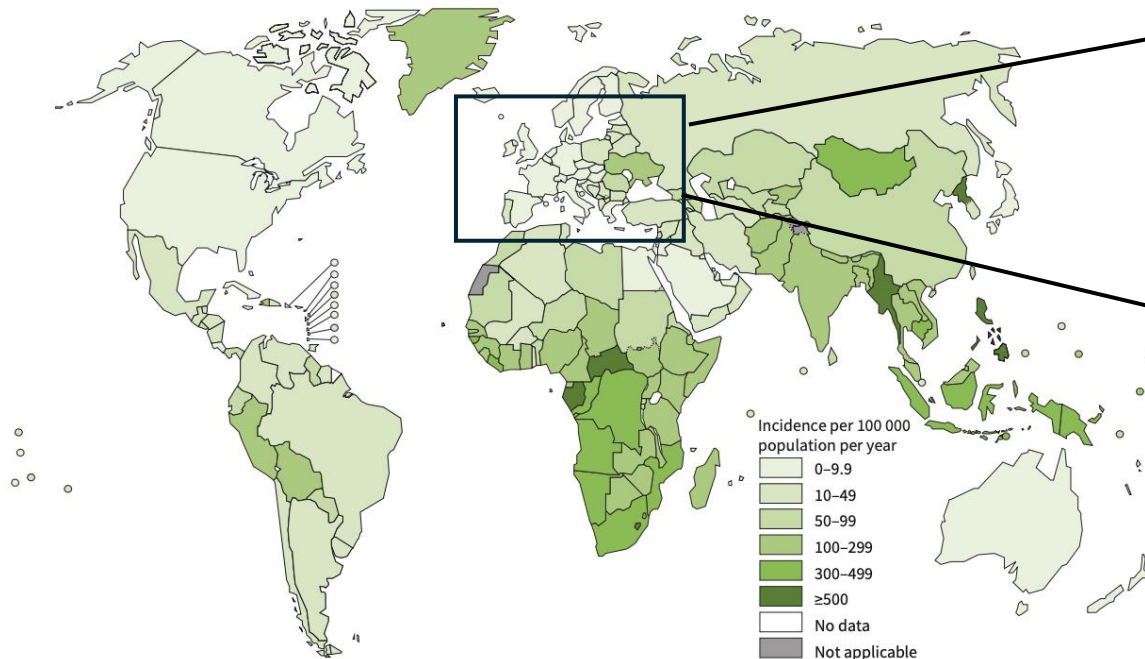 Incidence per 100 000
population per year
0–9.9
10–49
50–99
100–299
300–499
≥500
No data
Not applicable